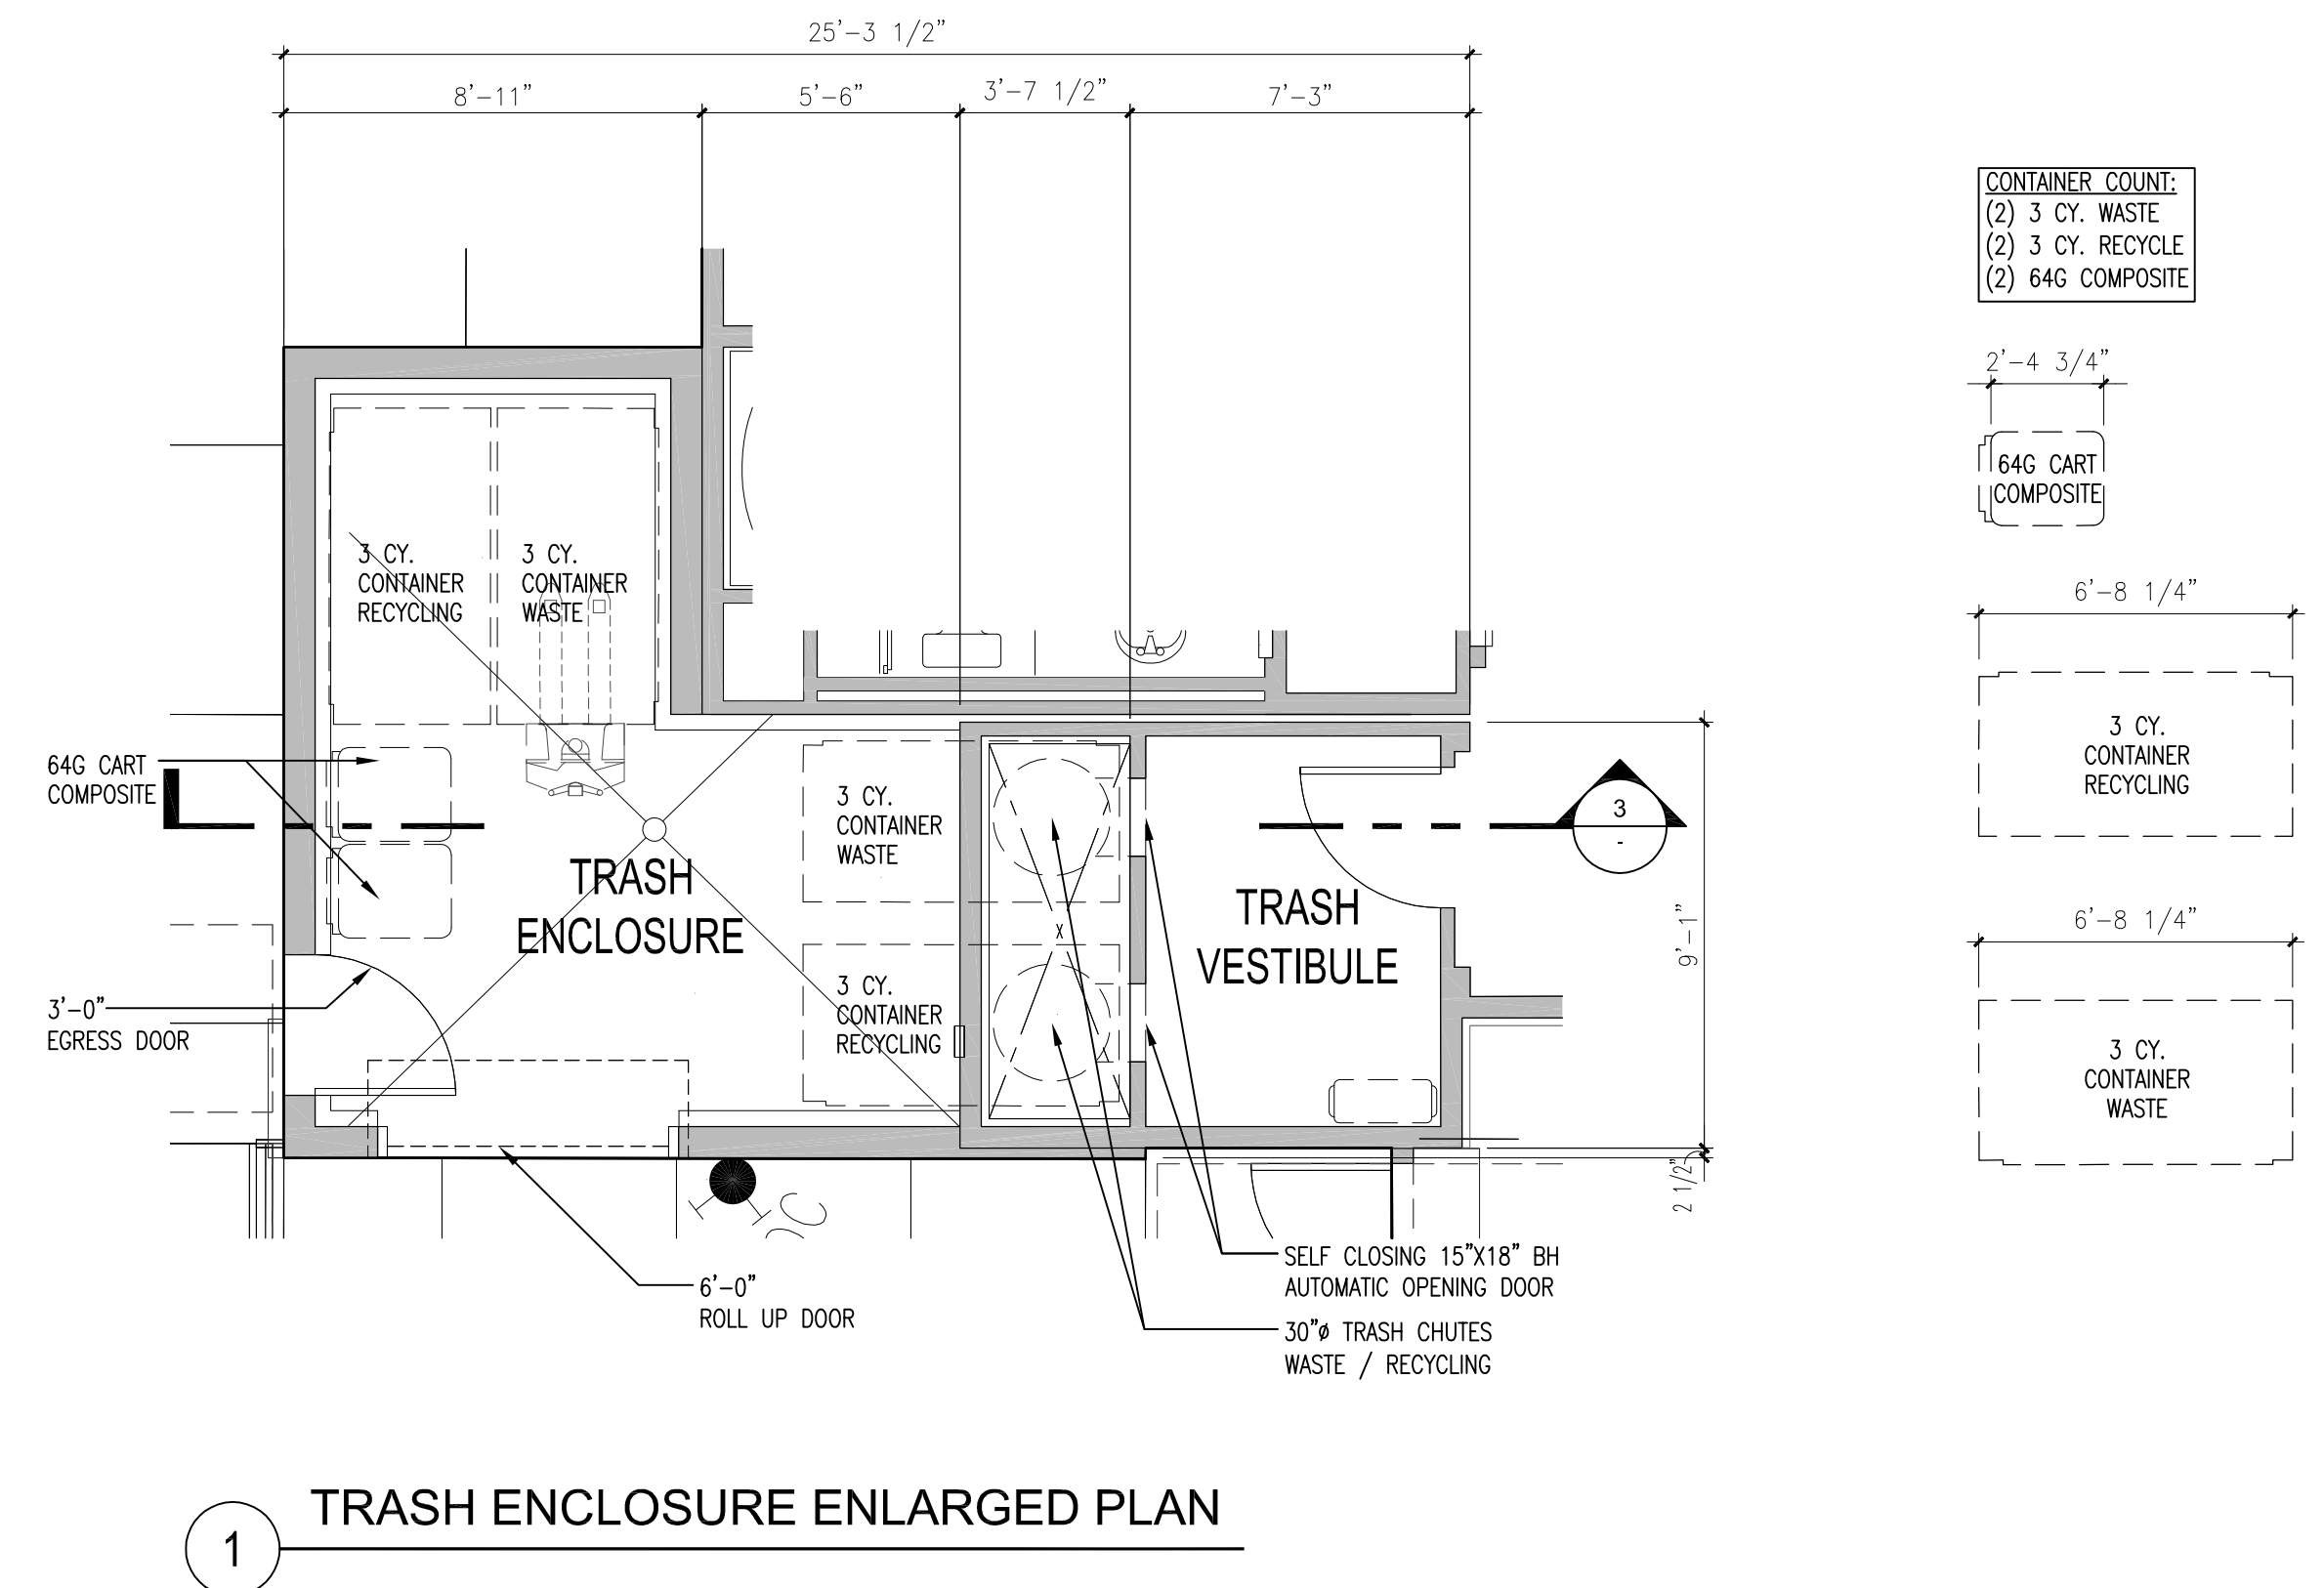 25'-3 1/2"
8'-11"
5'-6"
3'-7 1/2"
7'-3"
CONTAINER COUNT:
(2) 3 CY. WASTE
(2) 3 CY. RECYCLE
(2) 64G COMPOSITE
2'-4 3/4"
64G CART
COMPOSITE
6'-8 1/4"
3 CY.
CONTAINER
RECYCLING
6'-8 1/4"
3 CY.
CONTAINER
WASTE
3 CY.
CONTAINER
RECYCLING
3 CY.
CONTAINER
WASTE
64G CART
COMPOSITE
3 CY.
CONTAINER
WASTE
TRASH
ENCLOSURE
3 CY.
CONTAINER
RECYCLING
TRASH
VESTIBULE
3
-
9'-1"
2 1/2"
3'-0"
EGRESS DOOR
6'-0"
ROLL UP DOOR
SELF CLOSING 15"X18" BH
AUTOMATIC OPENING DOOR
30"ø TRASH CHUTES
WASTE / RECYCLING
1
TRASH ENCLOSURE ENLARGED PLAN